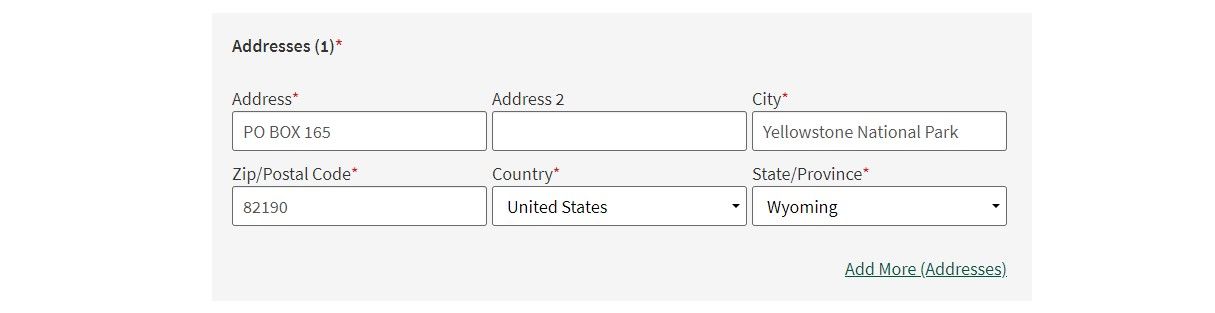 Addresses (1)*
Address* Address 2 City*
PO BOX 165 Yellowstone National Park
Zip/Postal Code* Country* State/Province*
82190 United States Wyoming
Add More (Addresses)